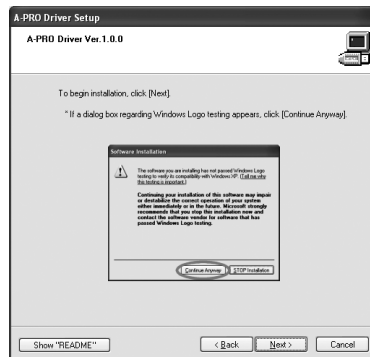 A-PRO Driver Setup
A-PRO Driver Ver.1.0.0
To begin installation, click [Next].
* If a dialog box regarding Windows Logo testing appears, click [Continue Anyway].
Software Installation
The software you are installing has not passed Windows Logo
testing to verify its compatibility with Windows XP. (Tell me why
this testing is important.)
Continuing your installation of this software may impair
or destabilize the correct operation of your system
either immediately or in the future. Microsoft strongly
recommends that you stop this installation now and
contact the software vendor for software that has
passed Windows Logo testing.
Continue Anyway STOP Installation
Show "README" < Back Next > Cancel